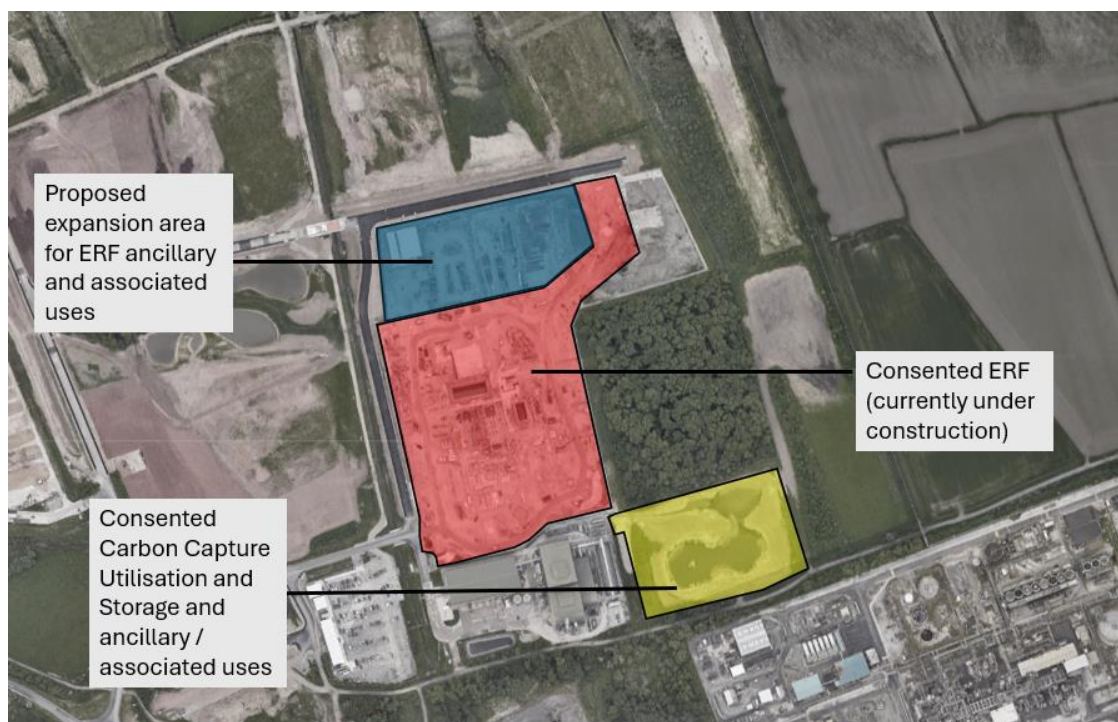 Proposed
expansion area
for ERF ancillary
and associated
uses
Consented ERF
(currently under
construction)
Consented
Carbon Capture
Utilisation and
Storage and
ancillary /
associated uses